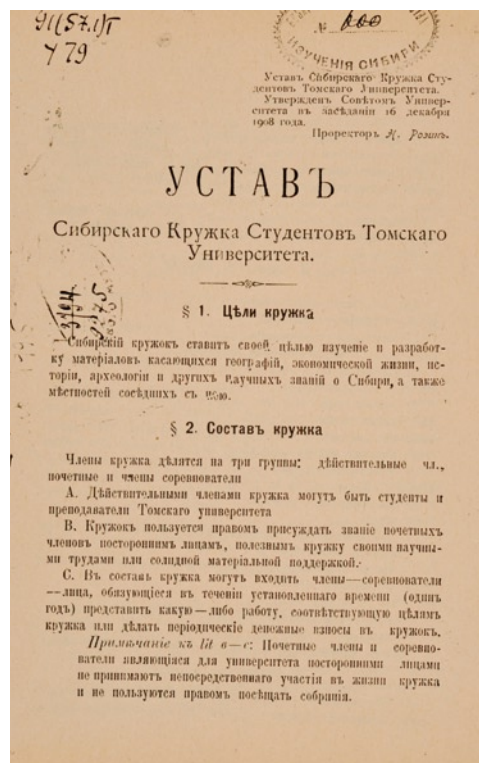 91(57.1)Т
У 79
№ 600
ИЗУЧЕНІЯ СИБИРИ
Уставъ Сибирскаго Кружка Сту-
дентовъ Томскаго Университета.
Утвержденъ Совѣтомъ Универ-
ситета въ засѣданіи 16 декабря
1908 года.
Проректоръ И. Розинъ.
УСТАВЪ
Сибирскаго Кружка Студентовъ Томскаго
Университета.
§ 1. Цѣли кружка
Сибирскій кружокъ ставитъ своей цѣлью изученіе и разработ-
ку матеріаловъ касающихся географій, экономической жизни, ис-
торіи, археологіи и другихъ научныхъ знаній о Сибири, а также
мѣстностей сосѣднихъ съ нею.
§ 2. Составъ кружка
Члены кружка дѣлятся на три группы: дѣйствительные чл.,
почетные и члены соревнователи
А. Дѣйствительными членами кружка могутъ быть студенты и
преподаватели Томскаго университета
В. Кружокъ пользуется правомъ присуждать званіе почетныхъ
членовъ постороннимъ лицамъ, полезнымъ кружку своими научны-
ми трудами или солидной матеріальной поддержкой.
С. Въ составъ кружка могутъ входить члены—соревнователи
—лица, обязующіеся въ теченіи установленнаго времени (одинъ
годъ) представить какую—либо работу, соотвѣтствующую цѣлямъ
кружка или дѣлать періодическіе денежные взносы въ кружокъ.
Примѣчаніе къ lit в—с: Почетные члены и соревно-
ватели являющіяся для университета посторонними лицами
не принимаютъ непосредственнаго участія въ жизни кружка
и не пользуются правомъ посѣщать собранія.